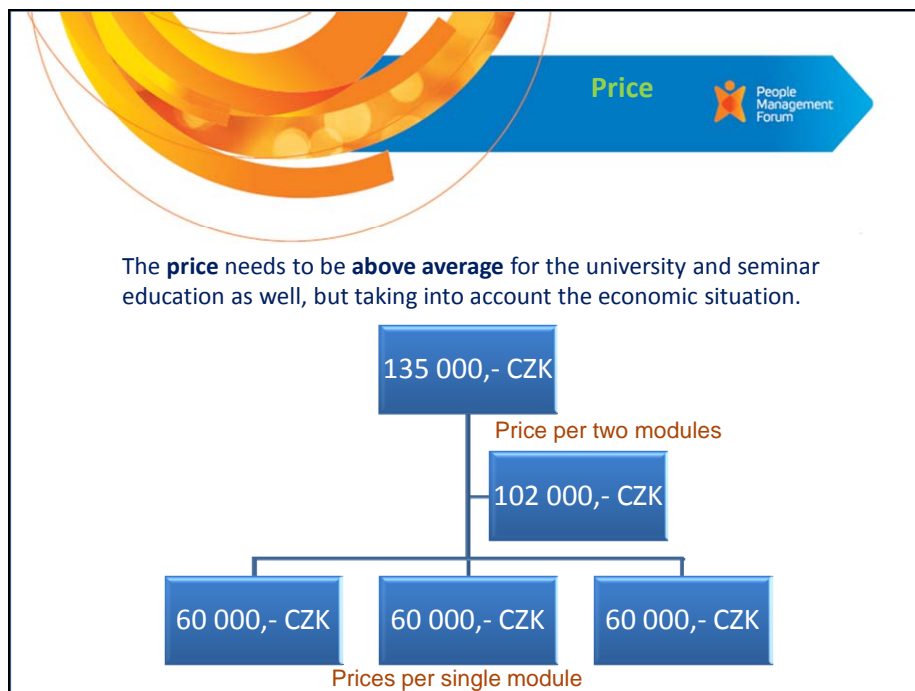 Price
People
Management
Forum
The price needs to be above average for the university and seminar
education as well, but taking into account the economic situation.
135 000,- CZK
Price per two modules
102 000,- CZK
60 000,- CZK 60 000,- CZK 60 000,- CZK
Prices per single module